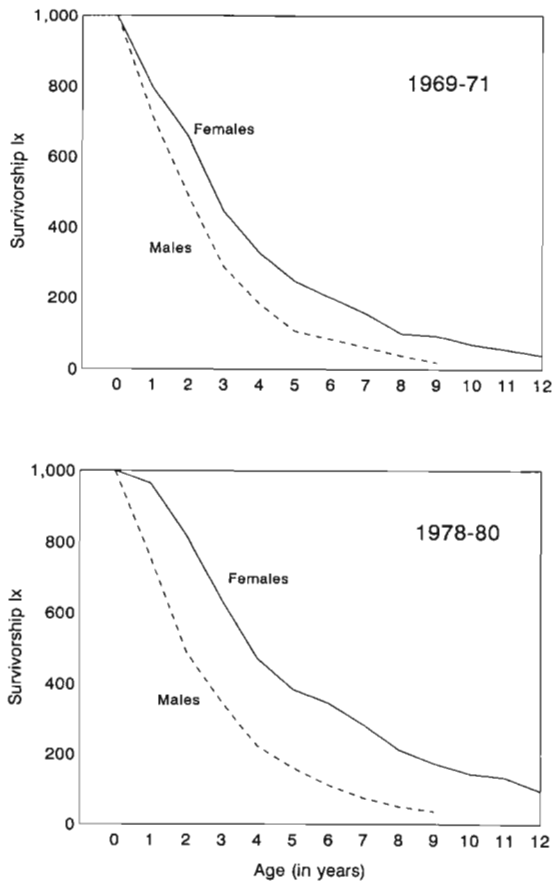 1,000
800
600
400
200
0
Survivorship lx
1969-71
Females
Males
0 1 2 3 4 5 6 7 8 9 10 11 12
1,000
800
600
400
200
0
Survivorship lx
1978-80
Females
Males
0 1 2 3 4 5 6 7 8 9 10 11 12
Age (in years)